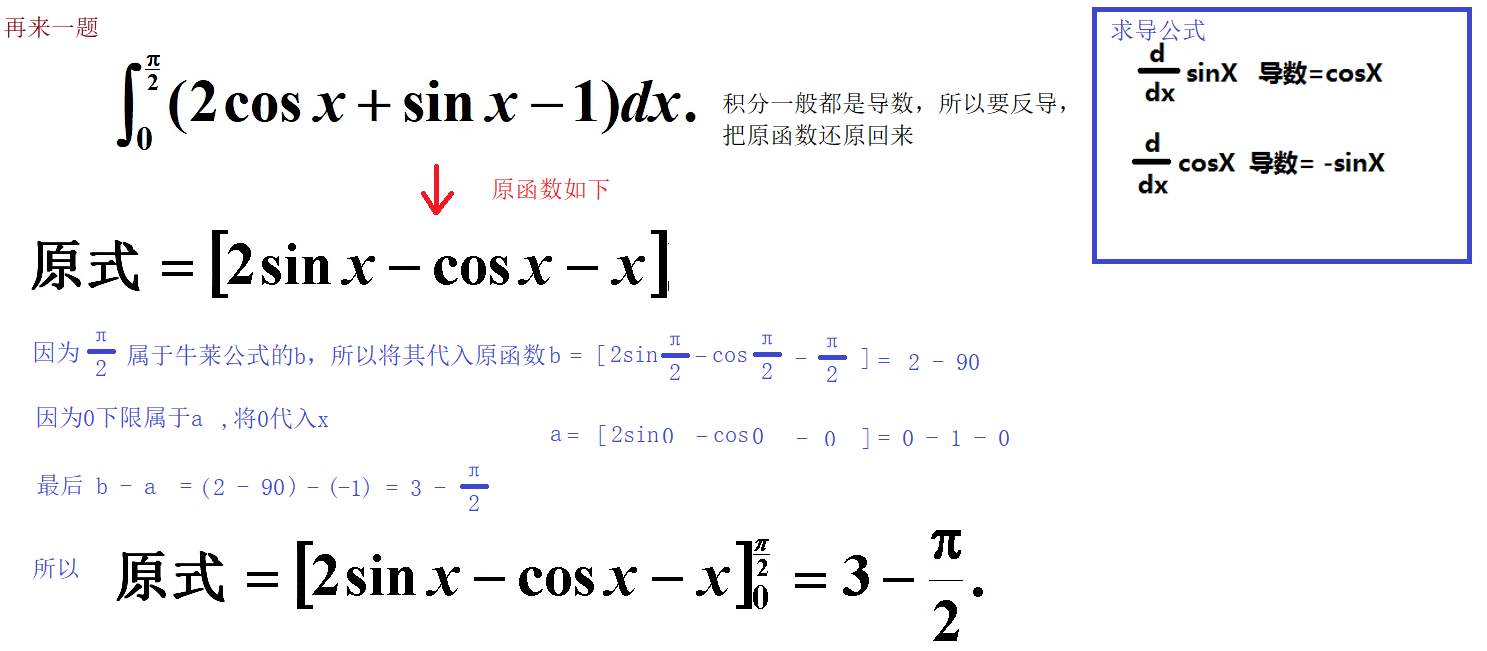 再来一题
求导公式
d/dx sinX 导数=cosX
d/dx cosX 导数= -sinX
∫₀^(π/2) (2cos x + sin x − 1)dx.
积分一般都是导数，所以要反导，
把原函数还原回来
原函数如下
原式 = [2sin x − cos x − x]
因为 π/2 属于牛莱公式的b，所以将其代入原函数 b = [2sin π/2 − cos π/2 − π/2 ] = 2 − 90
因为0下限属于a ,将0代入x
a = [2sin0 − cos0 − 0 ] = 0 − 1 − 0
最后 b − a = (2 − 90) − (-1) = 3 − π/2
所以 原式 = [2sin x − cos x − x]₀^(π/2) = 3 − π/2.